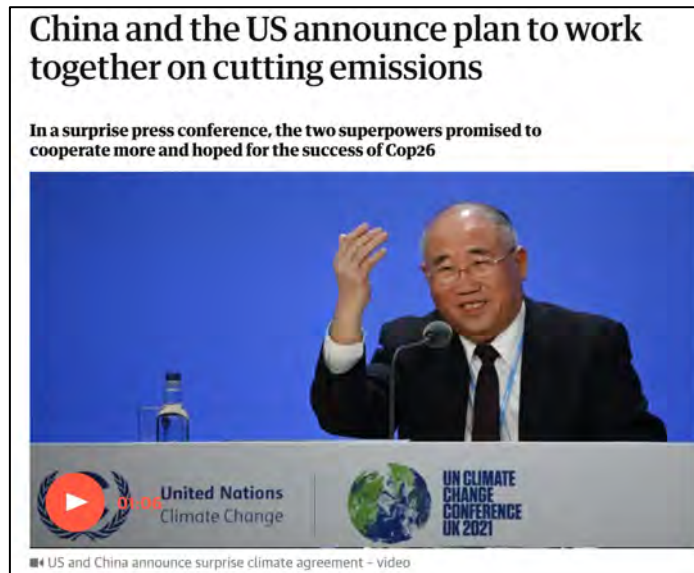 China and the US announce plan to work
together on cutting emissions
In a surprise press conference, the two superpowers promised to
cooperate more and hoped for the success of Cop26
01:06
United Nations
Climate Change
UN CLIMATE
CHANGE
CONFERENCE
UK 2021
US and China announce surprise climate agreement – video